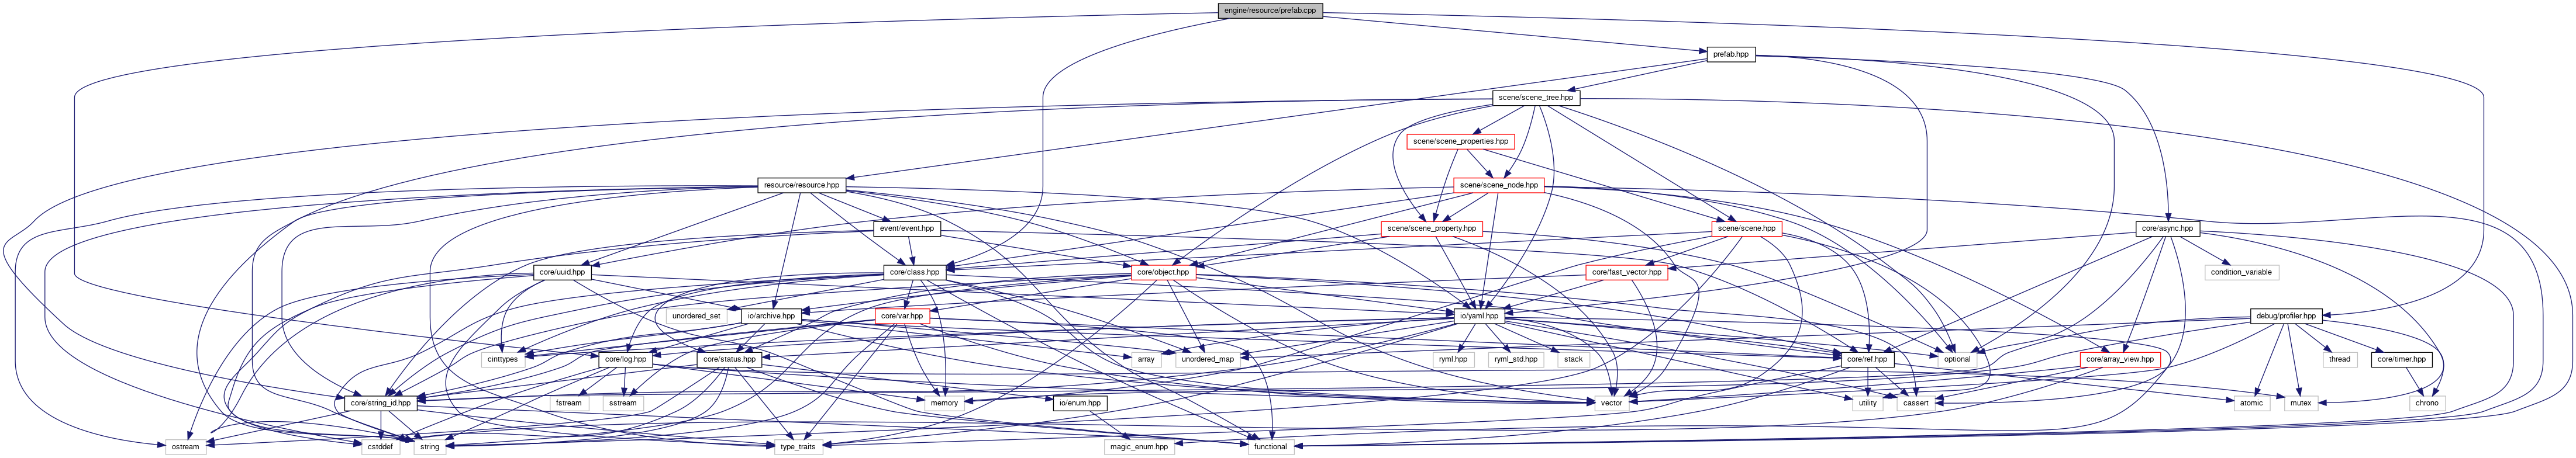 engine/resource/prefab.cpp
prefab.hpp
scene/scene_tree.hpp
scene/scene_properties.hpp
resource/resource.hpp
scene/scene_node.hpp
event/event.hpp
scene/scene_property.hpp
scene/scene.hpp
core/async.hpp
core/uuid.hpp
core/class.hpp
core/object.hpp
core/fast_vector.hpp
condition_variable
unordered_set
io/archive.hpp
core/var.hpp
io/yaml.hpp
debug/profiler.hpp
cinttypes
core/log.hpp
core/status.hpp
array
unordered_map
ryml.hpp
ryml_std.hpp
stack
core/ref.hpp
optional
core/array_view.hpp
thread
core/timer.hpp
core/string_id.hpp
fstream
sstream
memory
io/enum.hpp
vector
utility
cassert
atomic
mutex
chrono
ostream
cstddef
string
type_traits
magic_enum.hpp
functional